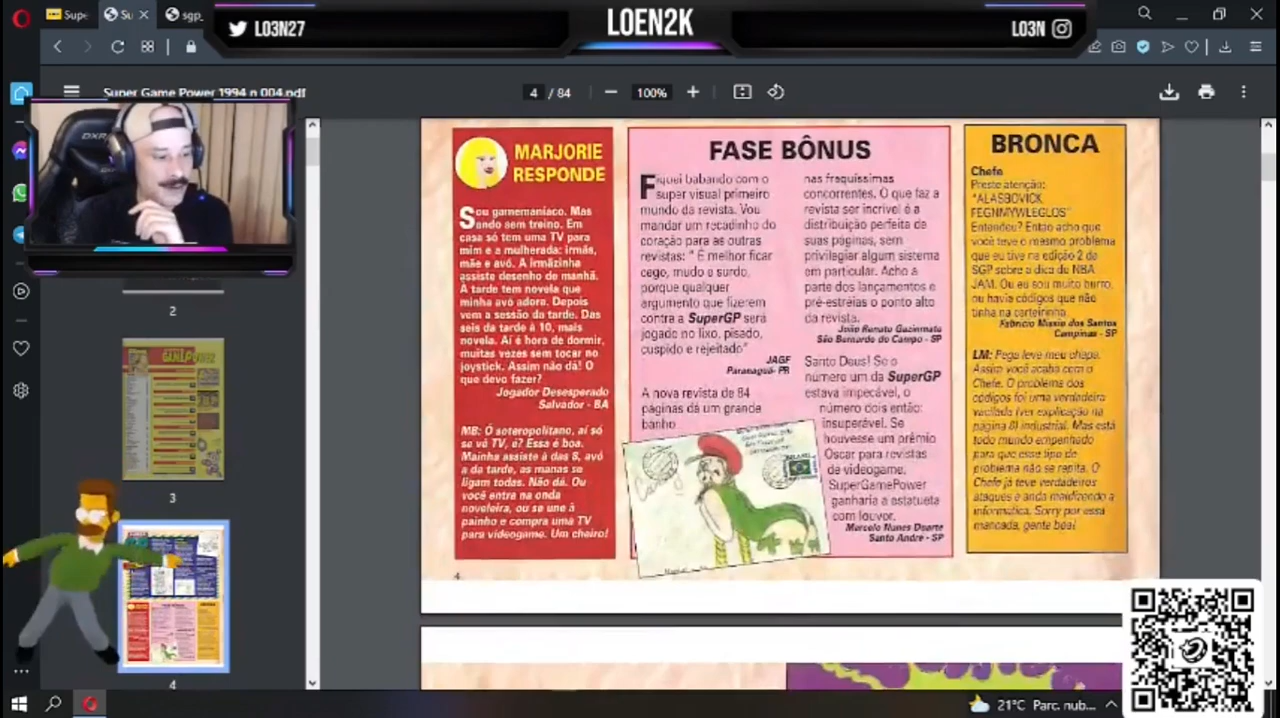 Supe
Su
sgp_
LO3N27
LOEN2K
LO3N
Super Game Power 1994 n 004.pdf
4 / 84
100%
2
3
4
MARJORIE
RESPONDE
Sou gamemaníaco. Mas
ando sem treino. Em
casa só tem uma TV para
mim e a mulherada: irmãs,
mãe e avó. A irmãzinha
assiste desenho de manhã.
À tarde tem novela que
minha avó adora. Depois
vem a sessão da tarde. Das
seis da tarde à 10, mais
novela. Aí é hora de dormir,
muitas vezes sem tocar no
joystick. Assim não dá! O
que devo fazer?
Jogador Desesperado
Salvador - BA
MB: Ô soteropolitano, aí só
se vê TV, é? Essa é boa.
Mainha assiste à das 8, avó
a da tarde, as manas se
ligam todas. Não dá. Ou
você entra na onda
noveleira, ou se une à
painho e compra uma TV
para videogame. Um cheiro!
4
FASE BÔNUS
Fiquei babando com o
super visual primeiro
mundo da revista. Vou
mandar um recadinho do
coração para as outras
revistas: " É melhor ficar
cego, mudo e surdo,
porque qualquer
argumento que fizerem
contra a SuperGP será
jogado no lixo, pisado,
cuspido e rejeitado"
JAGF
Paranaguá- PR
A nova revista de 84
páginas dá um grande
banho
nas fraquíssimas
concorrentes. O que faz a
revista ser incrível é a
distribuição perfeita de
suas páginas, sem
privilegiar algum sistema
em particular. Acho a
parte dos lançamentos e
pré-estréias o ponto alto
da revista.
João Renato
São Bernardo do Campo - SP
Santo Deus! Se o
número um da SuperGP
estava impecável, o
número dois então:
insuperável. Se
houvesse um prêmio
Oscar para revistas
de videogame,
SuperGamePower
ganharia a estatueta
com louvor.
Marcelo Nunes Duarte
Santo André - SP
BRONCA
Chefe
Preste atenção:
"ALASBOVICK
FEGNMYWLEGLOS"
Entendeu? Então acho que
você teve o mesmo problema
que eu tive na edição 2 da
SGP sobre a dica do NBA
JAM. Ou eu sou muito burro,
ou havia códigos que não
tinha na carteirinha.
Fabrício Muxio dos Santos
Campinas - SP
LM: Pega leve meu chapa.
Assim você acaba com o
Chefe. O problema dos
códigos foi uma verdadeira
vacilada (ver explicação na
página 6) industrial. Mas está
todo mundo empenhado
para que esse tipo de
problema não se repita. O
Chefe já teve verdadeiros
ataques e anda maldizendo a
informática. Sorry por essa
mancada, gente boa!
21°C Parc. nub...